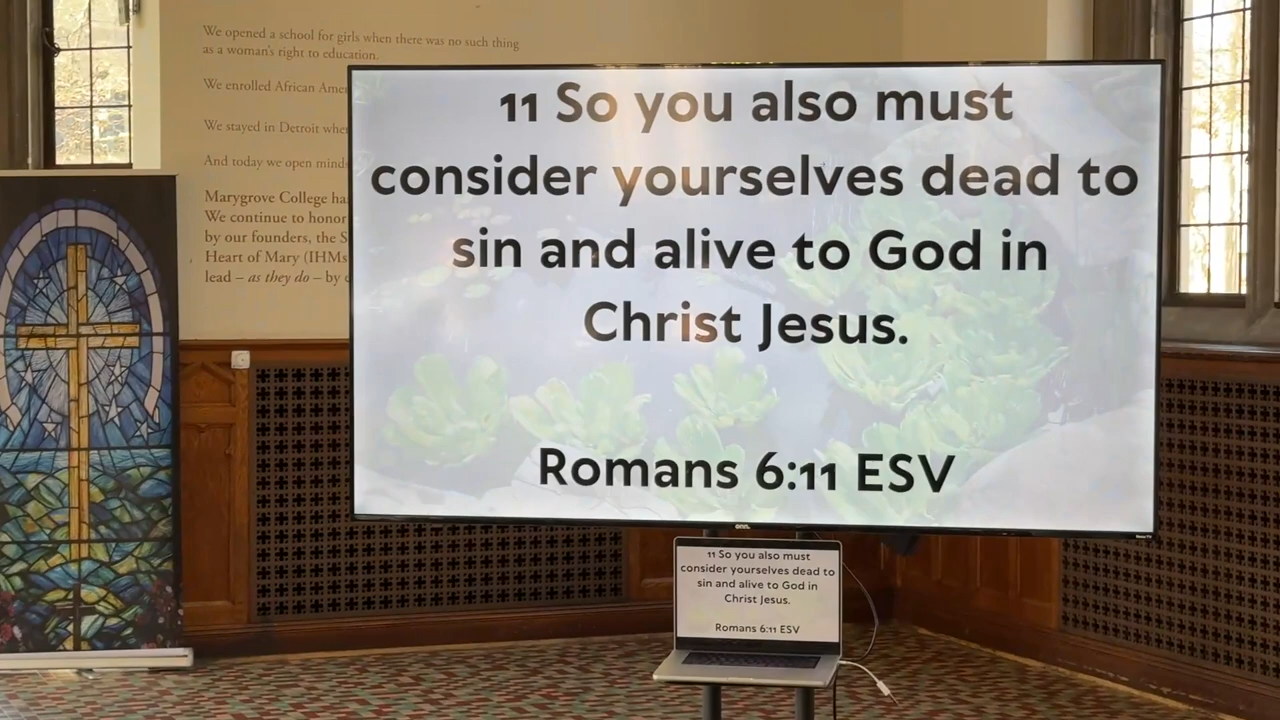 We opened a school for girls when there was no such thing
as a woman's right to education.
We enrolled African
We stayed in Detroit
And today we open minds
Marygrove College
We continue to honor
by our founders, the
Heart of Mary (IHMs
lead – as they do – by
11 So you also must
consider yourselves dead to
sin and alive to God in
Christ Jesus.
Romans 6:11 ESV
onn.
Roku TV
11 So you also must
consider yourselves dead to
sin and alive to God in
Christ Jesus.
Romans 6:11 ESV